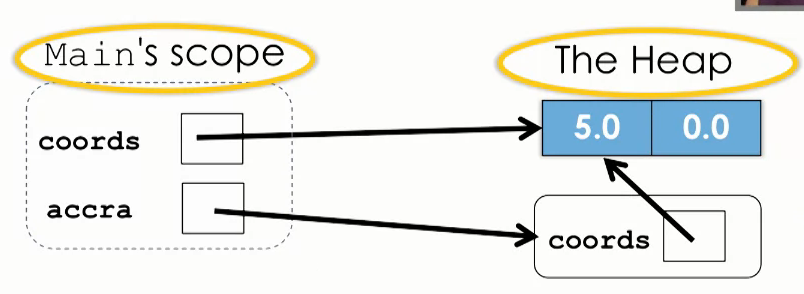 Main's scope
The Heap
coords
5.0 0.0
accra
coords